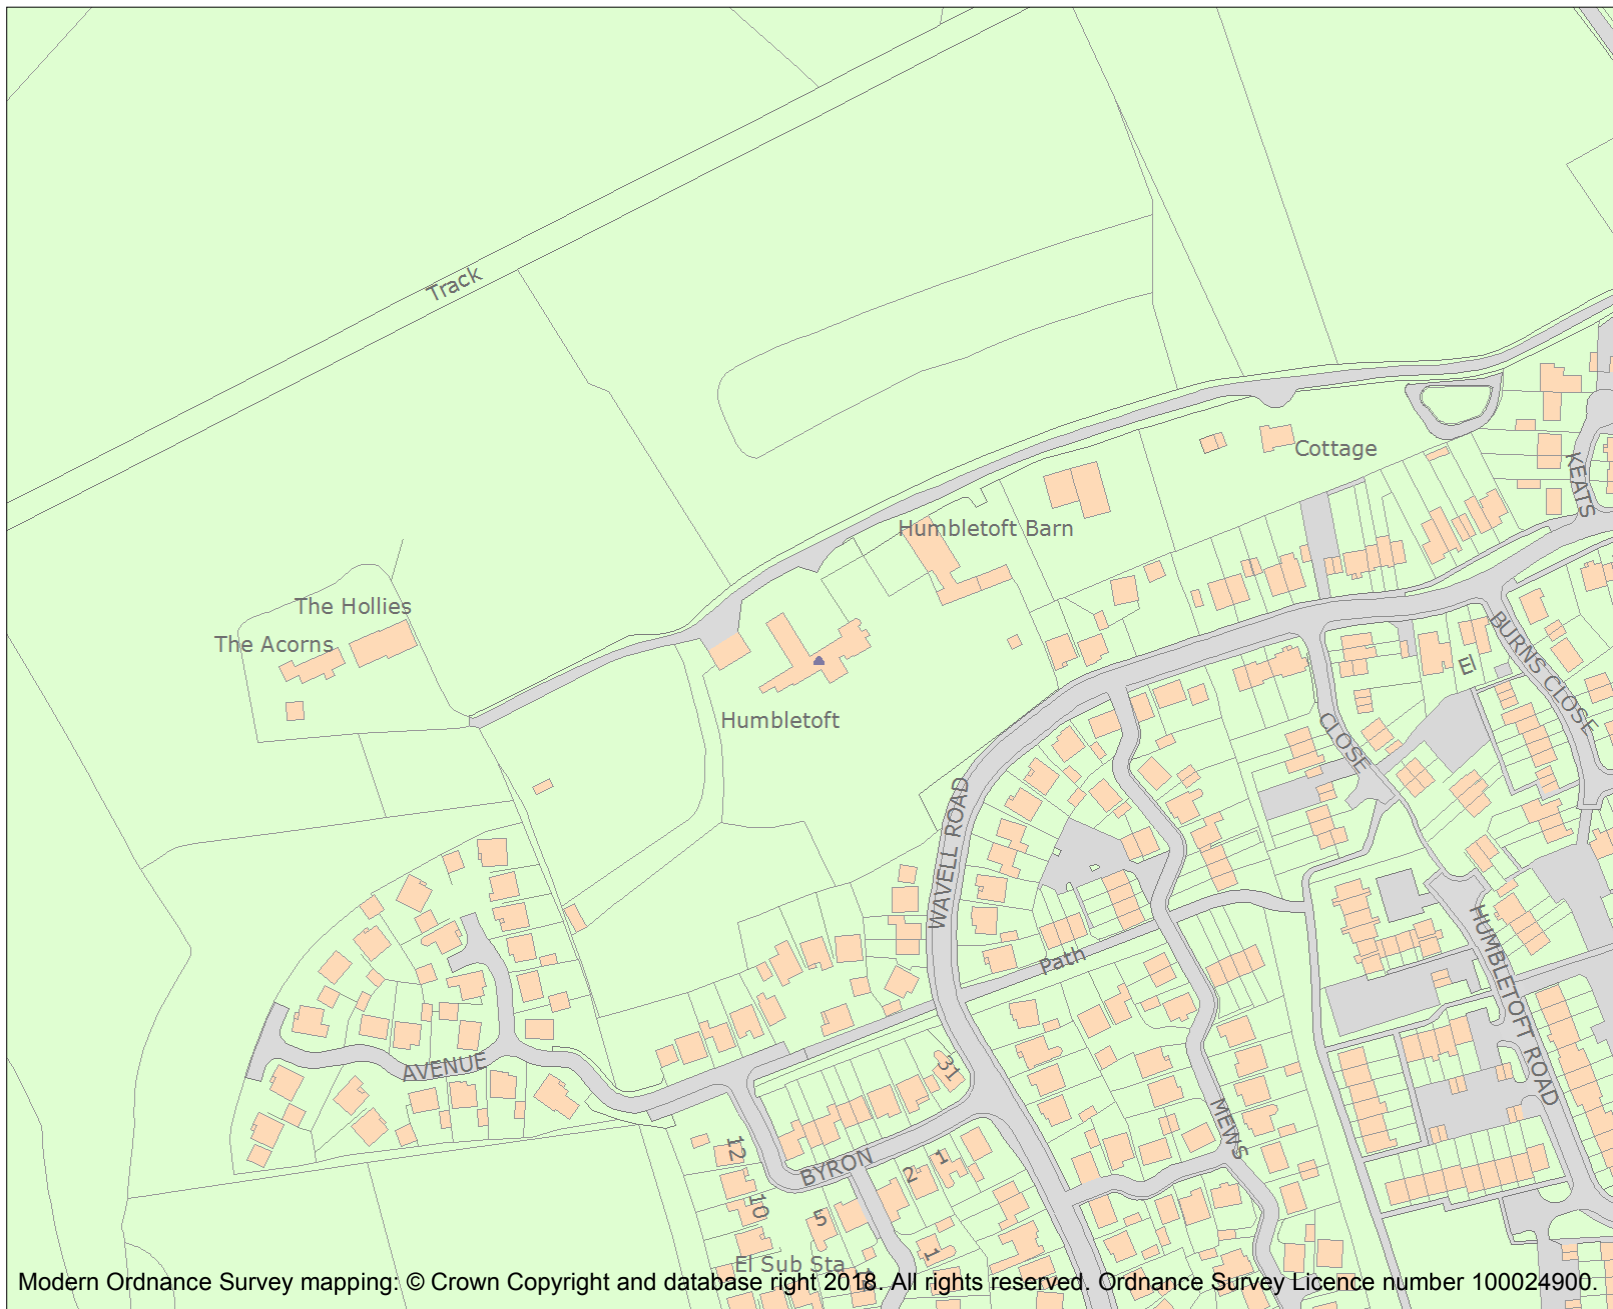 Track
Cottage
KEATS
Humbletoft Barn
The Hollies
The Acorns
BURNS CLOSE
El
Humbletoft
CLOSE
WAVELL ROAD
HUMBLETOFT ROAD
Path
AVENUE
31
MEWS
12
BYRON
1
2
10
5
1
El Sub Sta
Modern Ordnance Survey mapping: © Crown Copyright and database right 2018. All rights reserved. Ordnance Survey Licence number 100024900.